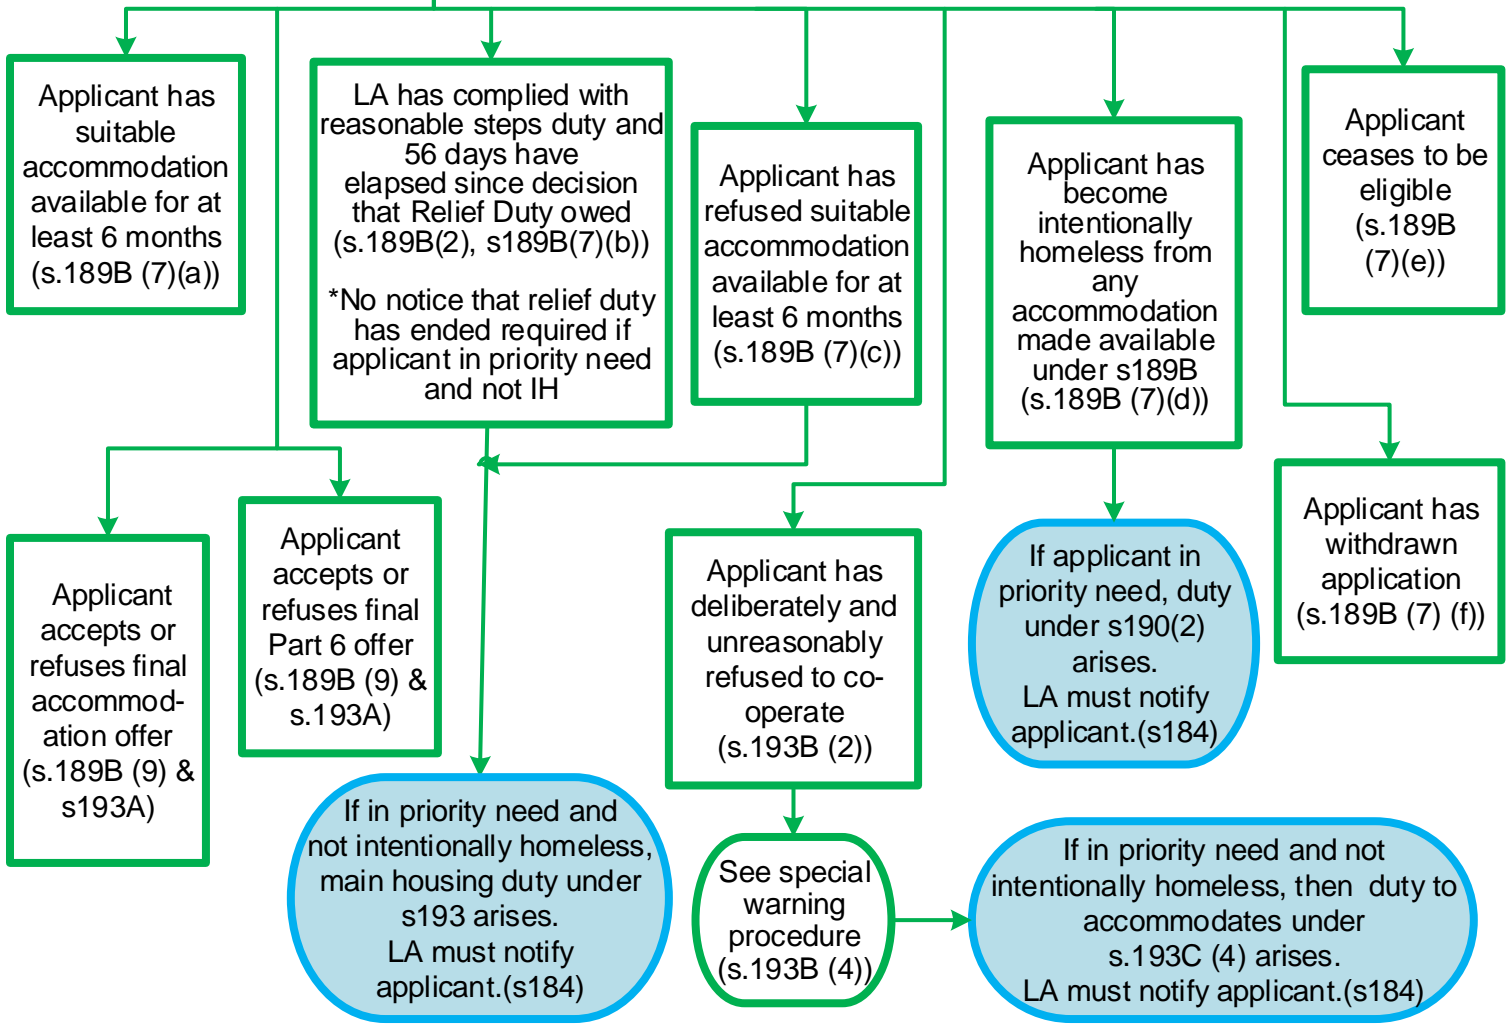 Applicant has
suitable
accommodation
available for at
least 6 months
(s.189B (7)(a))
LA has complied with
reasonable steps duty and
56 days have
elapsed since decision
that Relief Duty owed
(s.189B(2), s189B(7)(b))
*No notice that relief duty
has ended required if
applicant in priority need
and not IH
Applicant has
refused suitable
accommodation
available for at
least 6 months
(s.189B (7)(c))
Applicant has
become
intentionally
homeless from
any
accommodation
made available
under s189B
(s.189B (7)(d))
Applicant
ceases to be
eligible
(s.189B
(7)(e))
Applicant
accepts or
refuses final
accommod-
ation offer
(s.189B (9) &
s193A)
Applicant
accepts or
refuses final
Part 6 offer
(s.189B (9) &
s.193A)
If in priority need and
not intentionally homeless,
main housing duty under
s193 arises.
LA must notify
applicant.(s184)
Applicant has
deliberately and
unreasonably
refused to co-
operate
(s.193B (2))
See special
warning
procedure
(s.193B (4))
If applicant in
priority need, duty
under s190(2)
arises.
LA must notify
applicant.(s184)
Applicant has
withdrawn
application
(s.189B (7) (f))
If in priority need and not
intentionally homeless, then  duty to
accommodates under
s.193C (4) arises.
LA must notify applicant.(s184)